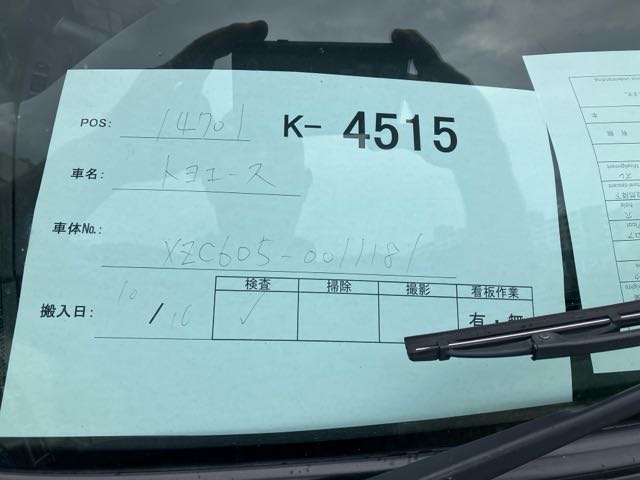 POS: 14701 K- 4515
車名: トヨエース
車体No.: XZC605-0011181
検査 掃除 撮影 看板作業
搬入日: 10/16 ✓ 有・無